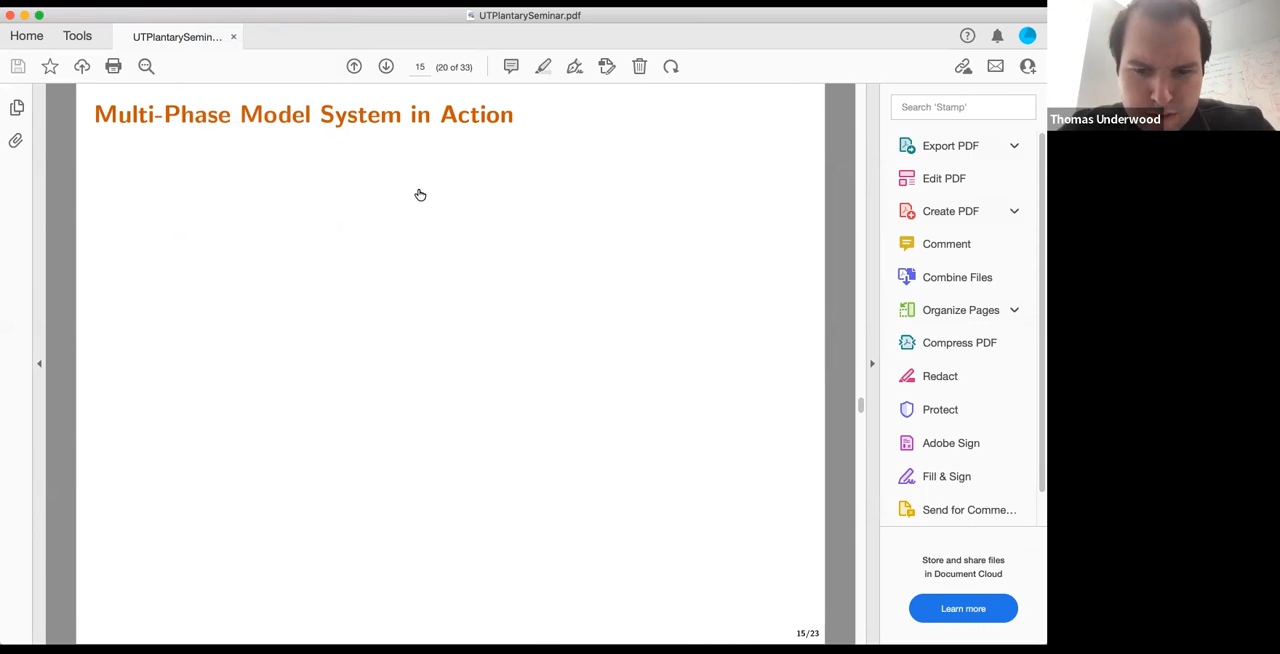 UTPlantarySeminar.pdf
Home
Tools
UTPlantarySemin...
×
15
(20 of 33)
Thomas Underwood
Multi-Phase Model System in Action
15/23
Search 'Stamp'
Export PDF
Edit PDF
Create PDF
Comment
Combine Files
Organize Pages
Compress PDF
Redact
Protect
Adobe Sign
Fill & Sign
Send for Comme...
Store and share files
in Document Cloud
Learn more